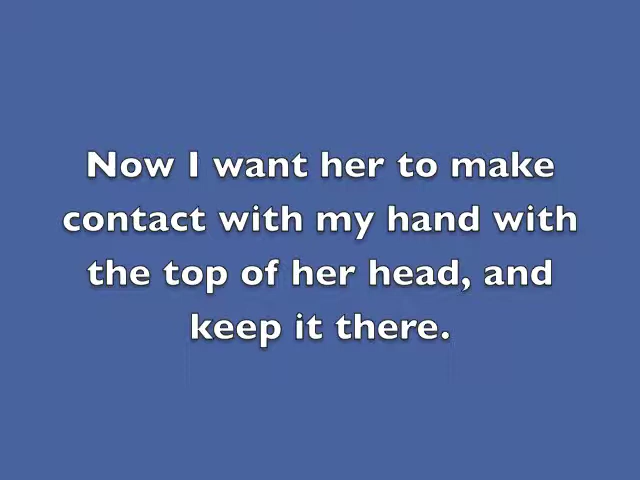 Now I want her to make
contact with my hand with
the top of her head, and
keep it there.